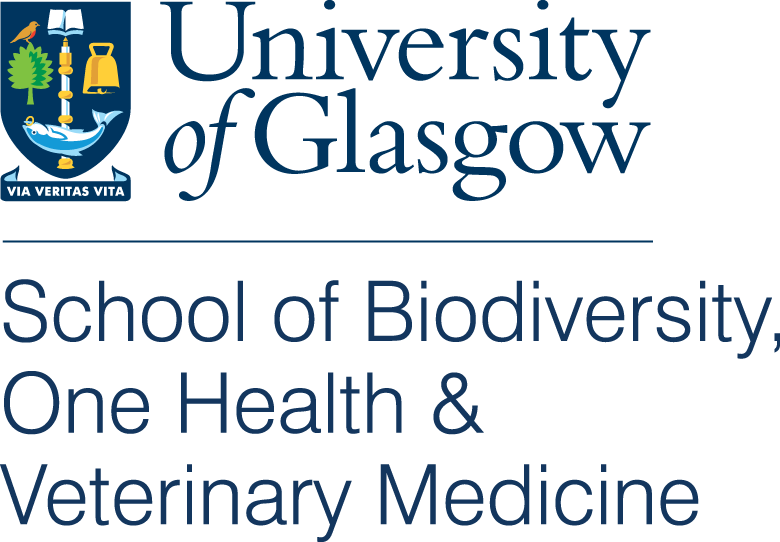 University
of Glasgow
VIA VERITAS VITA
School of Biodiversity,
One Health &
Veterinary Medicine